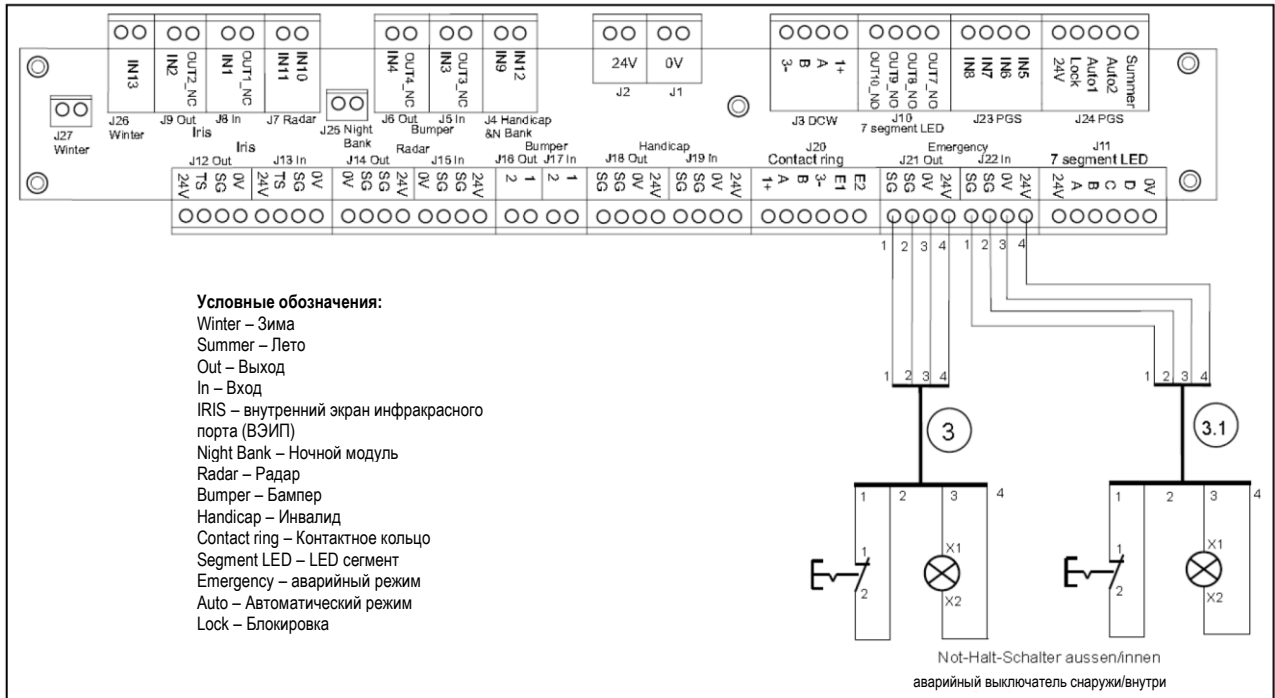 IN13 IN2 OUT2_NC IN1 OUT1_NC IN11 IN10 IN4 OUT4_NC IN3 OUT3_NC IN9 IN12 24V 0V 3- B A 1+ OUT10_NO OUT9_NO OUT8_NO OUT7_NO IN8 IN7 IN6 IN5 24V Lock Auto1 Auto2 Summer
J2 J1
J27
Winter
J26
Winter
J9 Out J8 In J7 Radar
Iris
J25 Night
Bank
J6 Out J5 In
Bumper
J4 Handicap
&N Bank
J3 DCW
J10
7 segment LED
J23 PGS
J24 PGS
Iris
J12 Out J13 In
Radar
J14 Out J15 In
Bumper
J16 Out J17 In
Handicap
J18 Out J19 In
J20
Contact ring
Emergency
J21 Out J22 In
J11
7 segment LED
24V TS SG 0V 24V TS SG 0V 0V SG SG 24V 0V SG SG 24V 2 1 2 1 SG SG 0V 24V SG SG 0V 24V 1+ A B 3- E1 E2 SG SG 0V 24V SG SG 0V 24V 24V A B C D 0V
1 2 3 4 1 2 3 4
Условные обозначения:
Winter – Зима
Summer – Лето
Out – Выход
In – Вход
IRIS – внутренний экран инфракрасного
порта (ВЭИП)
Night Bank – Ночной модуль
Radar – Радар
Bumper – Бампер
Handicap – Инвалид
Contact ring – Контактное кольцо
Segment LED – LED сегмент
Emergency – аварийный режим
Auto – Автоматический режим
Lock – Блокировка
1 2 3 4 1 2 3 4
3 3.1
1 2 3 4 1 2 3 4
1 X1 1 X1
2 X2 2 X2
Not-Halt-Schalter aussen/innen
аварийный выключатель снаружи/внутри